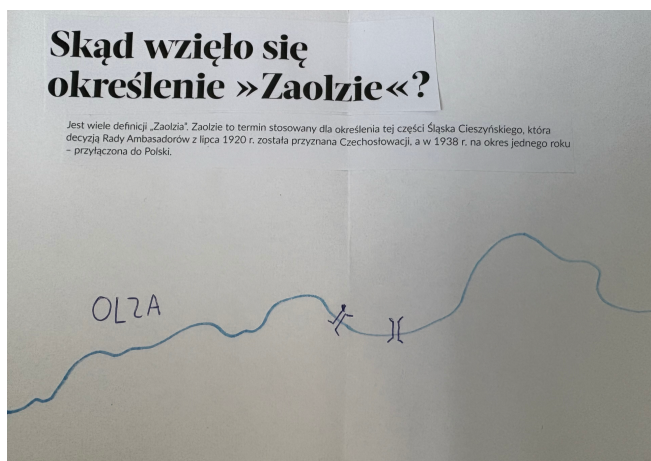 Skąd wzięło się
określenie »Zaolzie«?
Jest wiele definicji „Zaolzia". Zaolzie to termin stosowany dla określenia tej części Śląska Cieszyńskiego, która
decyzją Rady Ambasadorów z lipca 1920 r. została przyznana Czechosłowacji, a w 1938 r. na okres jednego roku
– przyłączona do Polski.
OLZA